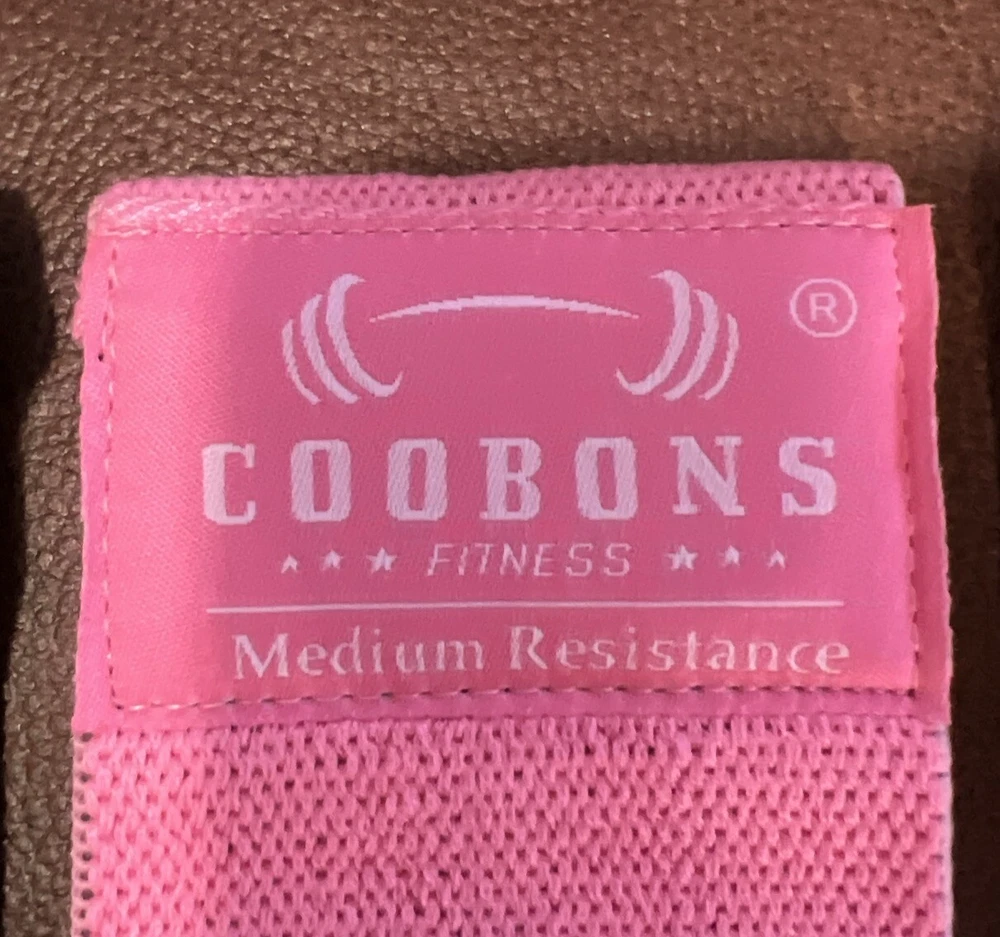 ®
COOBONS
FITNESS
Medium Resistance